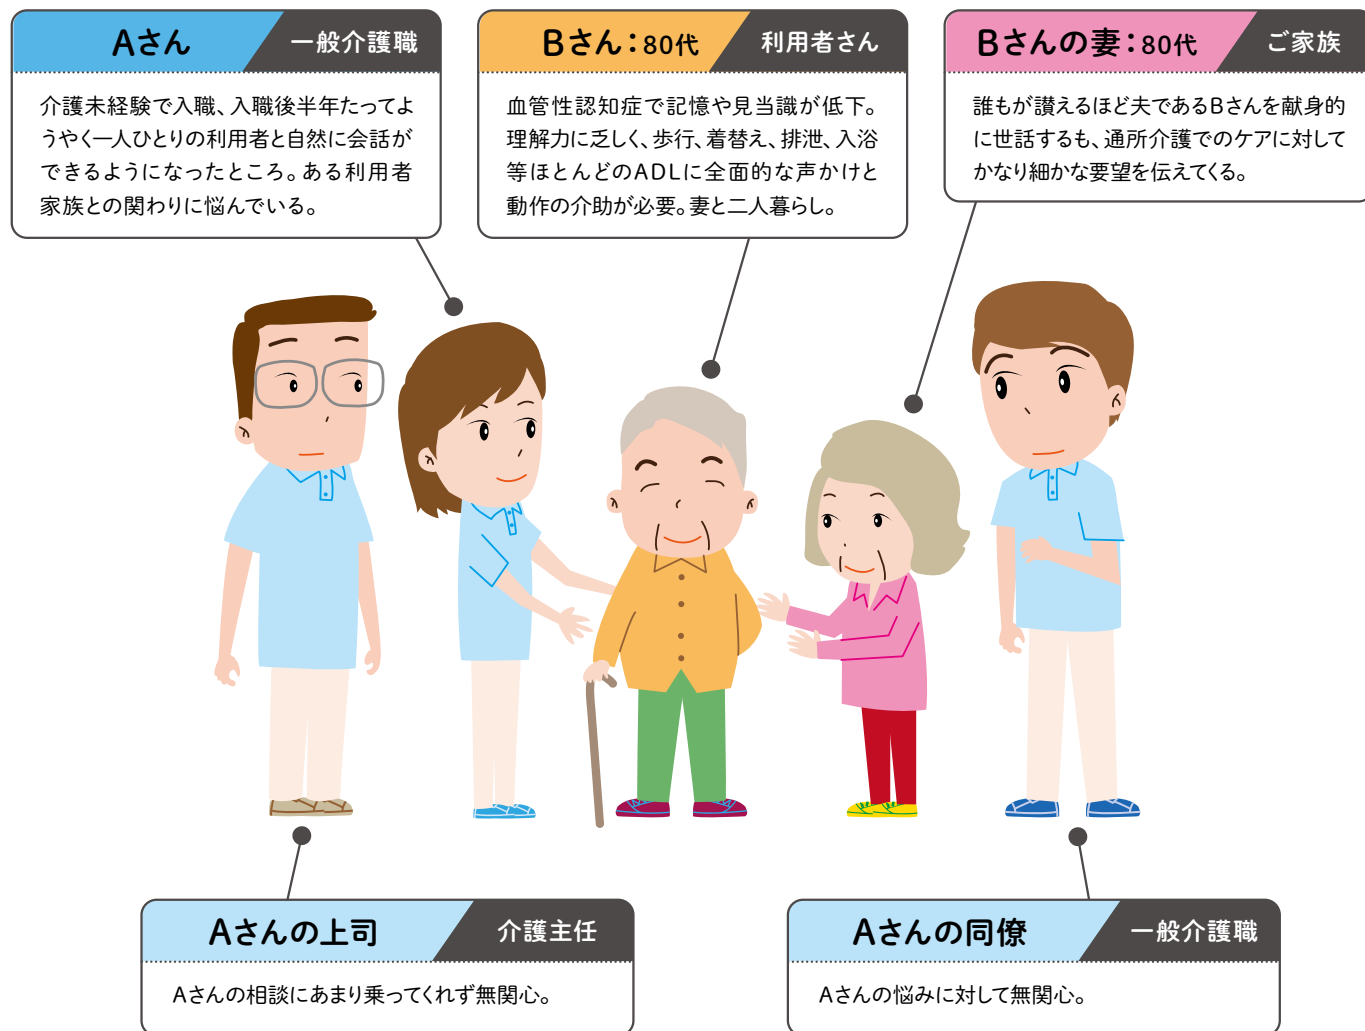 Aさん 一般介護職
介護未経験で入職、入職後半年たってよ
うやく一人ひとりの利用者と自然に会話が
できるようになったところ。ある利用者
家族との関わりに悩んでいる。
Bさん：80代 利用者さん
血管性認知症で記憶や見当識が低下。
理解力に乏しく、歩行、着替え、排泄、入浴
等ほとんどのADLに全面的な声かけと
動作の介助が必要。妻と二人暮らし。
Bさんの妻：80代 ご家族
誰もが讃えるほど夫であるBさんを献身的
に世話するも、通所介護でのケアに対して
かなり細かな要望を伝えてくる。
Aさんの上司 介護主任
Aさんの相談にあまり乗ってくれず無関心。
Aさんの同僚 一般介護職
Aさんの悩みに対して無関心。